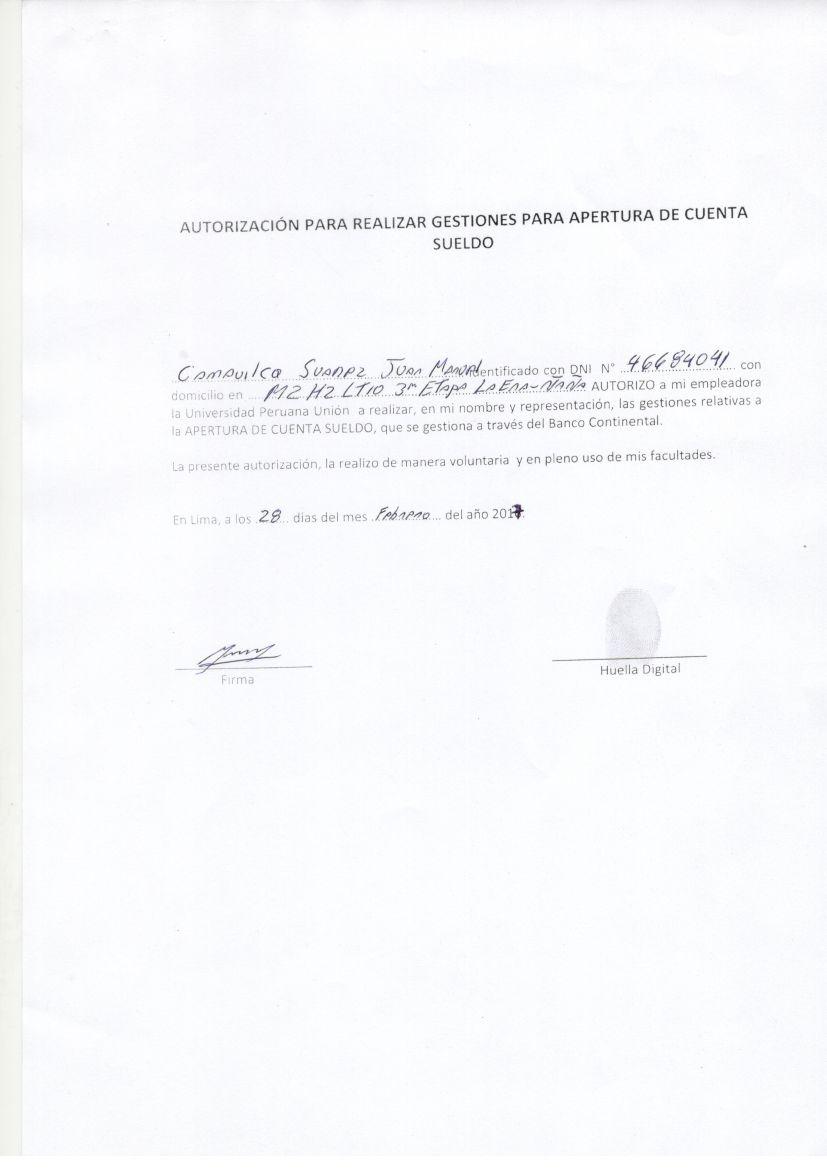 AUTORIZACIÓN PARA REALIZAR GESTIONES PARA APERTURA DE CUENTA
SUELDO
Suarez Juan Manuel identificado con DNI N° 46684041 con
domicilio en .... MZ H2 LT10 3ra Etapa La Era-Ñaña AUTORIZO a mi empleadora
la Universidad Peruana Unión a realizar, en mi nombre y representación, las gestiones relativas a
la APERTURA DE CUENTA SUELDO, que se gestiona a través del Banco Continental.
La presente autorización, la realizo de manera voluntaria y en pleno uso de mis facultades.
En Lima, a los .28... días del mes .Febrero.... del año 2017.
Firma
Huella Digital